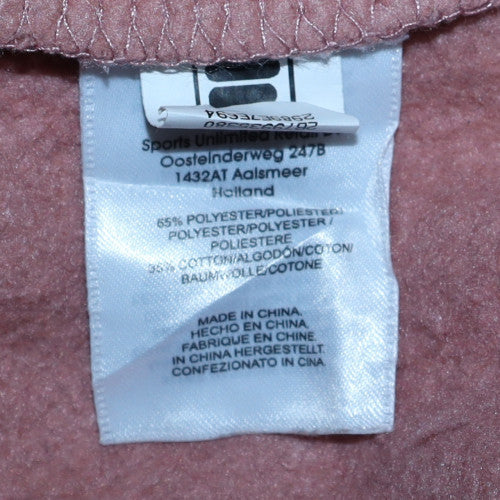 Sports Unlimited Retail
Oosteinderweg 247B
1432AT Aalsmeer
Holland
65% POLYESTER/POLIESTER/
POLYESTER/POLYESTER /
POLIESTERE
35% COTTON/ALGODÓN/COTON/
BAUMWOLLE/COTONE
MADE IN CHINA.
HECHO EN CHINA.
FABRIQUE EN CHINE.
IN CHINA HERGESTELLT.
CONFEZIONATO IN CINA.